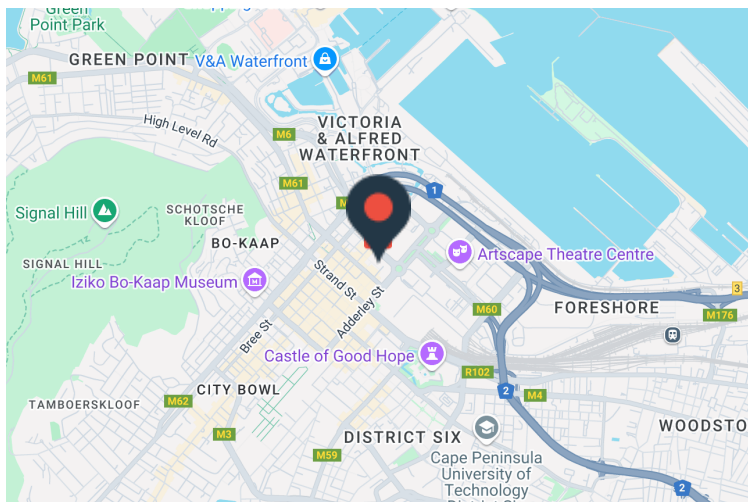 Green
Point Park
GREEN POINT
V&A Waterfront
M61
High Level Rd
M6
VICTORIA
& ALFRED
WATERFRONT
M61
1
Signal Hill
SCHOTSCHE
KLOOF
BO-KAAP
SIGNAL HILL
Iziko Bo-Kaap Museum
Artscape Theatre Centre
Strand St
Adderley St
Bree St
M60
FORESHORE
3
M176
Castle of Good Hope
R102
2
M4
CITY BOWL
TAMBOERSKLOOF
M62
M3
DISTRICT SIX
M59
WOODSTO
Cape Peninsula
University of
Technology
2